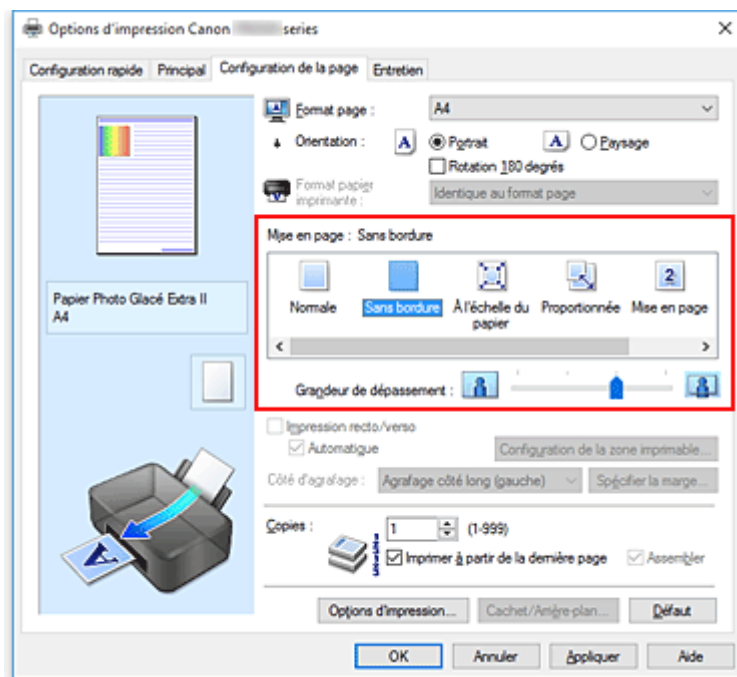 Options d'impression Canon series
Configuration rapide Principal Configuration de la page Entretien
Format page : A4
Orientation : A Portrait A Paysage
Rotation 180 degrés
Format papier imprimante : Identique au format page
Mise en page : Sans bordure
Normale Sans bordure À l'échelle du papier Proportionnée Mise en page
Papier Photo Glacé Extra II
A4
Grandeur de dépassement :
Impression recto/verso
Automatique Configuration de la zone imprimable...
Côté d'agrafage : Agrafage côté long (gauche) Spécifier la marge...
Copies : 1 (1-999)
Imprimer à partir de la dernière page Assembler
Options d'impression... Cachet/Arrière-plan... Défaut
OK Annuler Appliquer Aide